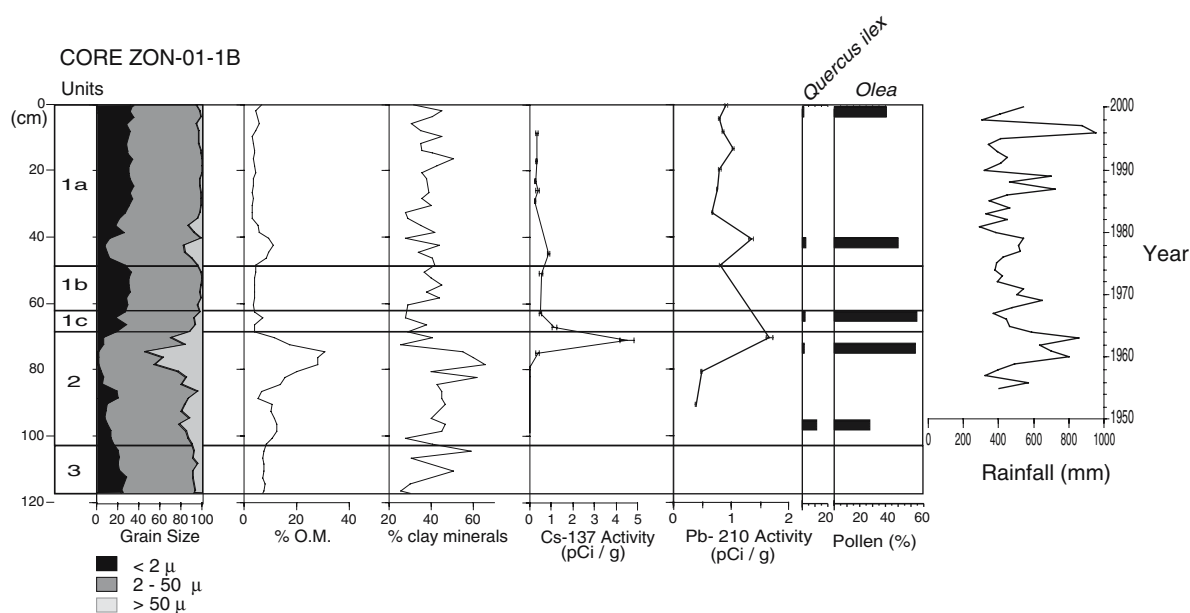 CORE ZON-01-1B
Units
Quercus ilex
Olea
0
(cm)
20
40
60
80
100
120
1a
1b
1c
2
3
2000
1990
1980
1970
1960
1950
Year
0 20 40 60 80 100
Grain Size
0 20 40
% O.M.
0 20 40 60
% clay minerals
0 1 2 3 4 5
Cs-137 Activity
(pCi / g)
0 1 2
Pb- 210 Activity
(pCi / g)
20 0 20 40 60
Pollen (%)
0 200 400 600 800 1000
Rainfall (mm)
< 2 μ
2 - 50 μ
> 50 μ